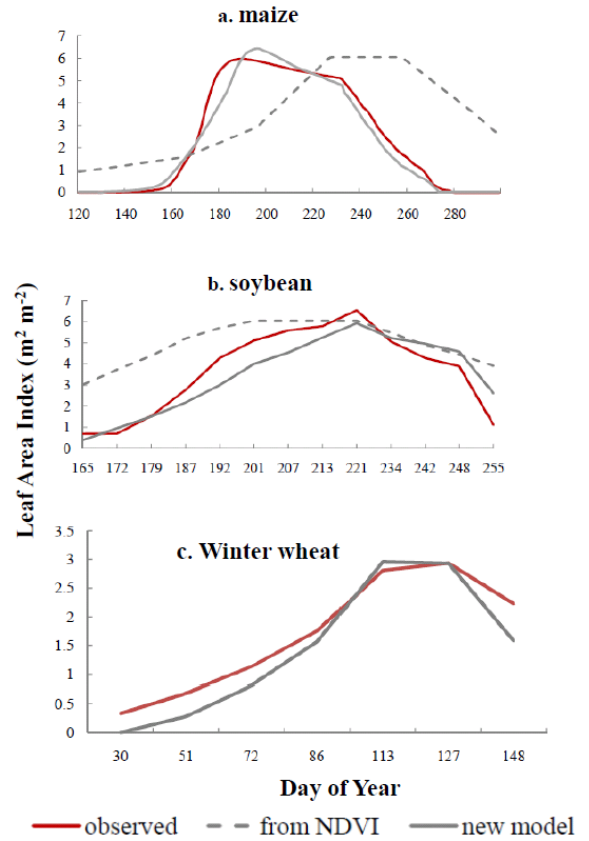 a. maize
7
6
5
4
3
2
1
0
120 140 160 180 200 220 240 260 280
b. soybean
7
6
5
4
3
2
1
0
165 172 179 187 192 201 207 213 221 234 242 248 255
Leaf Area Index (m² m⁻²)
c. Winter wheat
3.5
3
2.5
2
1.5
1
0.5
0
30 51 72 86 113 127 148
Day of Year
observed from NDVI new model